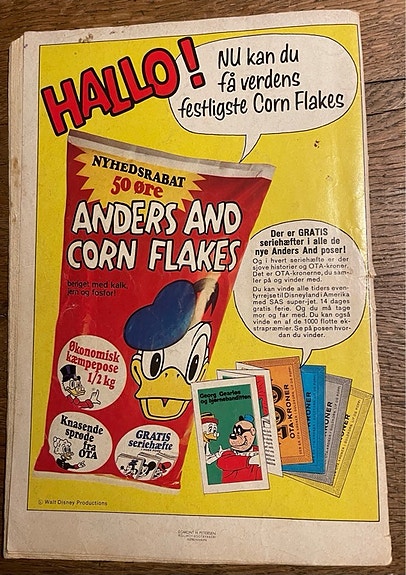 HALLO!
NU kan du
få verdens
festligste Corn Flakes
NYHEDSRABAT
50 øre
ANDERS AND
CORN FLAKES
beriget med kalk,
jern og fosfor!
Økonomisk
kæmpepose
1/2 kg
Knasende
sprøde
fra
OTA
GRATIS
seriehæfte
Der er GRATIS
seriehæfter i alle de
nye Anders And poser!
Og i hvert seriehæfte er der
sjove historier og OTA-kroner.
Det er OTA-kronerne, du sam-
ler på og vinder med.
Du kan vinde alle tiders even-
tyrrejse til Disneyland i Amerika
med SAS super-jet. 14 dages
gratis ferie. Og du må tage
mor og far med. Du kan også
vinde en af de 1000 flotte ek-
strapræmier. Se på posen hvor-
dan du vinder.
Georg Gearløs
og bjørnebanditten
OTA-KRONER
OTA-KRONER
KRONER
© Walt Disney Productions
EGMONT H. PETERSEN